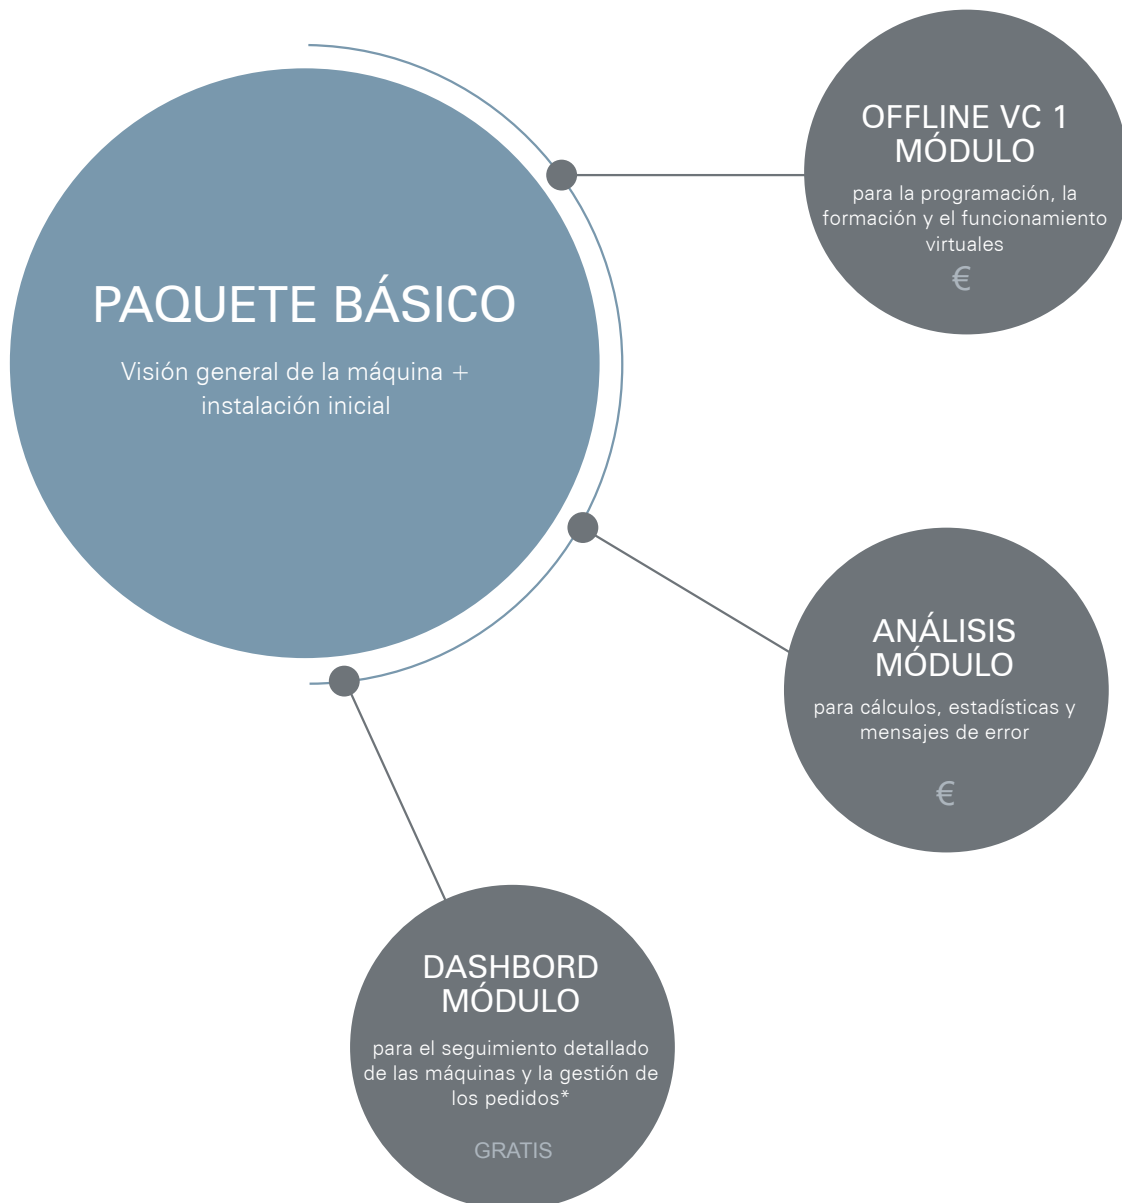 PAQUETE BÁSICO
Visión general de la máquina +
instalación inicial
OFFLINE VC 1
MÓDULO
para la programación, la
formación y el funcionamiento
virtuales
€
ANÁLISIS
MÓDULO
para cálculos, estadísticas y
mensajes de error
€
DASHBORD
MÓDULO
para el seguimiento detallado
de las máquinas y la gestión de
los pedidos*
GRATIS